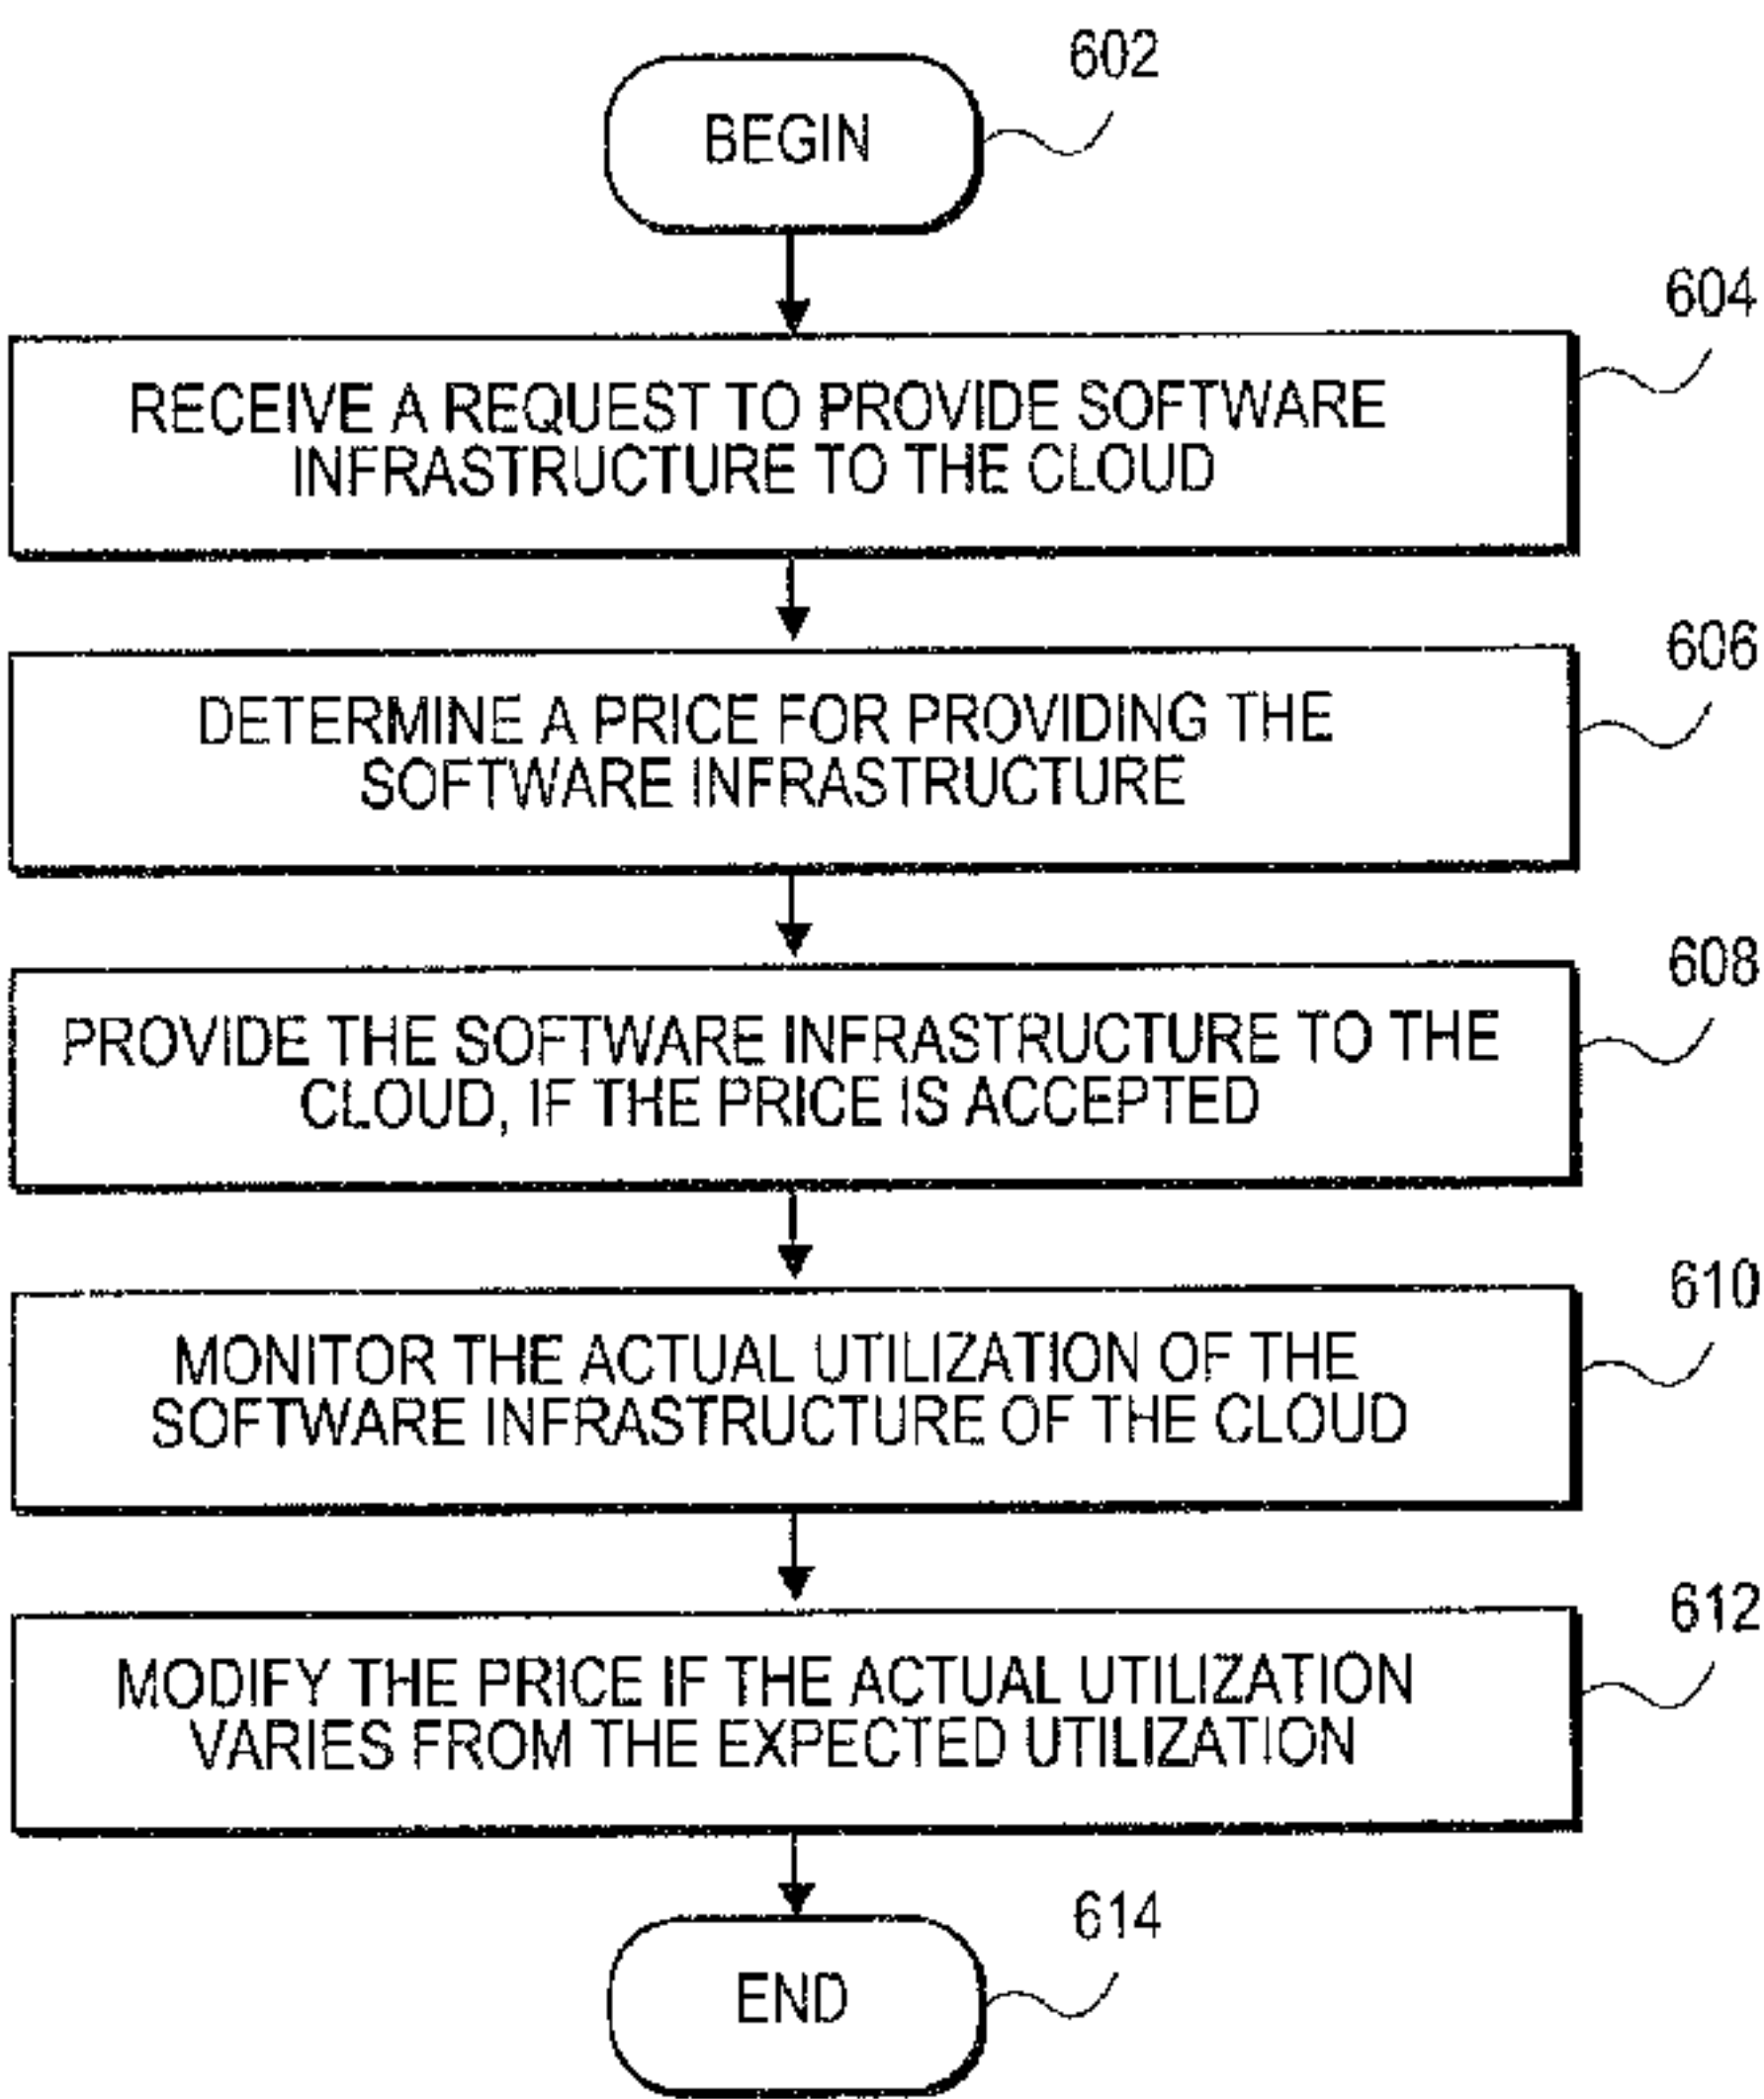 602
BEGIN
604
RECEIVE A REQUEST TO PROVIDE SOFTWARE
INFRASTRUCTURE TO THE CLOUD
606
DETERMINE A PRICE FOR PROVIDING THE
SOFTWARE INFRASTRUCTURE
608
PROVIDE THE SOFTWARE INFRASTRUCTURE TO THE
CLOUD, IF THE PRICE IS ACCEPTED
610
MONITOR THE ACTUAL UTILIZATION OF THE
SOFTWARE INFRASTRUCTURE OF THE CLOUD
612
MODIFY THE PRICE IF THE ACTUAL UTILIZATION
VARIES FROM THE EXPECTED UTILIZATION
614
END